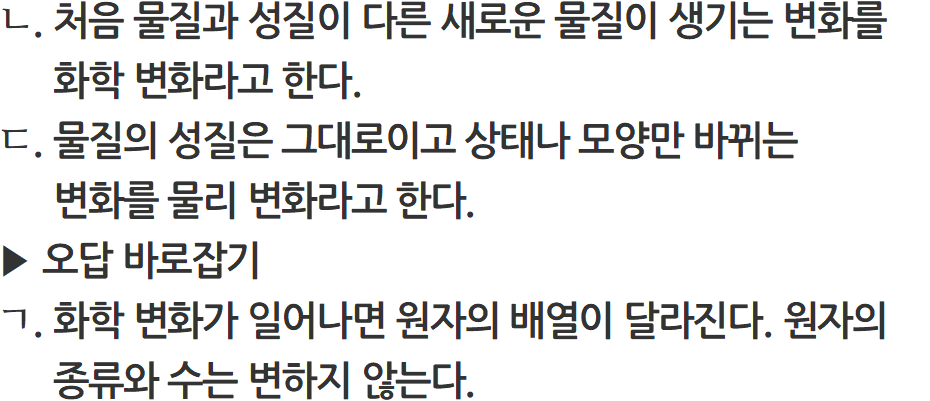 ㄴ. 처음 물질과 성질이 다른 새로운 물질이 생기는 변화를
화학 변화라고 한다.
ㄷ. 물질의 성질은 그대로이고 상태나 모양만 바뀌는
변화를 물리 변화라고 한다.
▶ 오답 바로잡기
ㄱ. 화학 변화가 일어나면 원자의 배열이 달라진다. 원자의
종류와 수는 변하지 않는다.